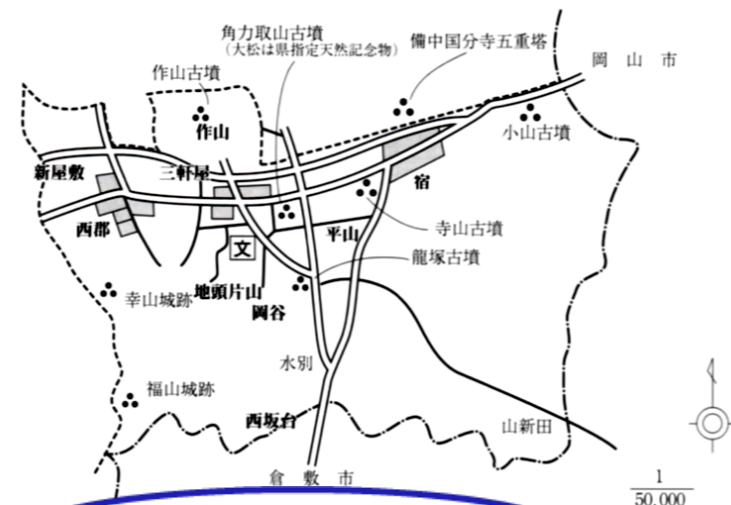 角力取山古墳
(大松は県指定天然記念物)
備中国分寺五重塔
岡山市
作山古墳
作山
小山古墳
新屋敷
三軒屋
宿
西郡
平山
寺山古墳
文
龍塚古墳
幸山城跡
地頭片山
岡谷
水別
福山城跡
西坂台
山新田
倉敷市
1
50,000